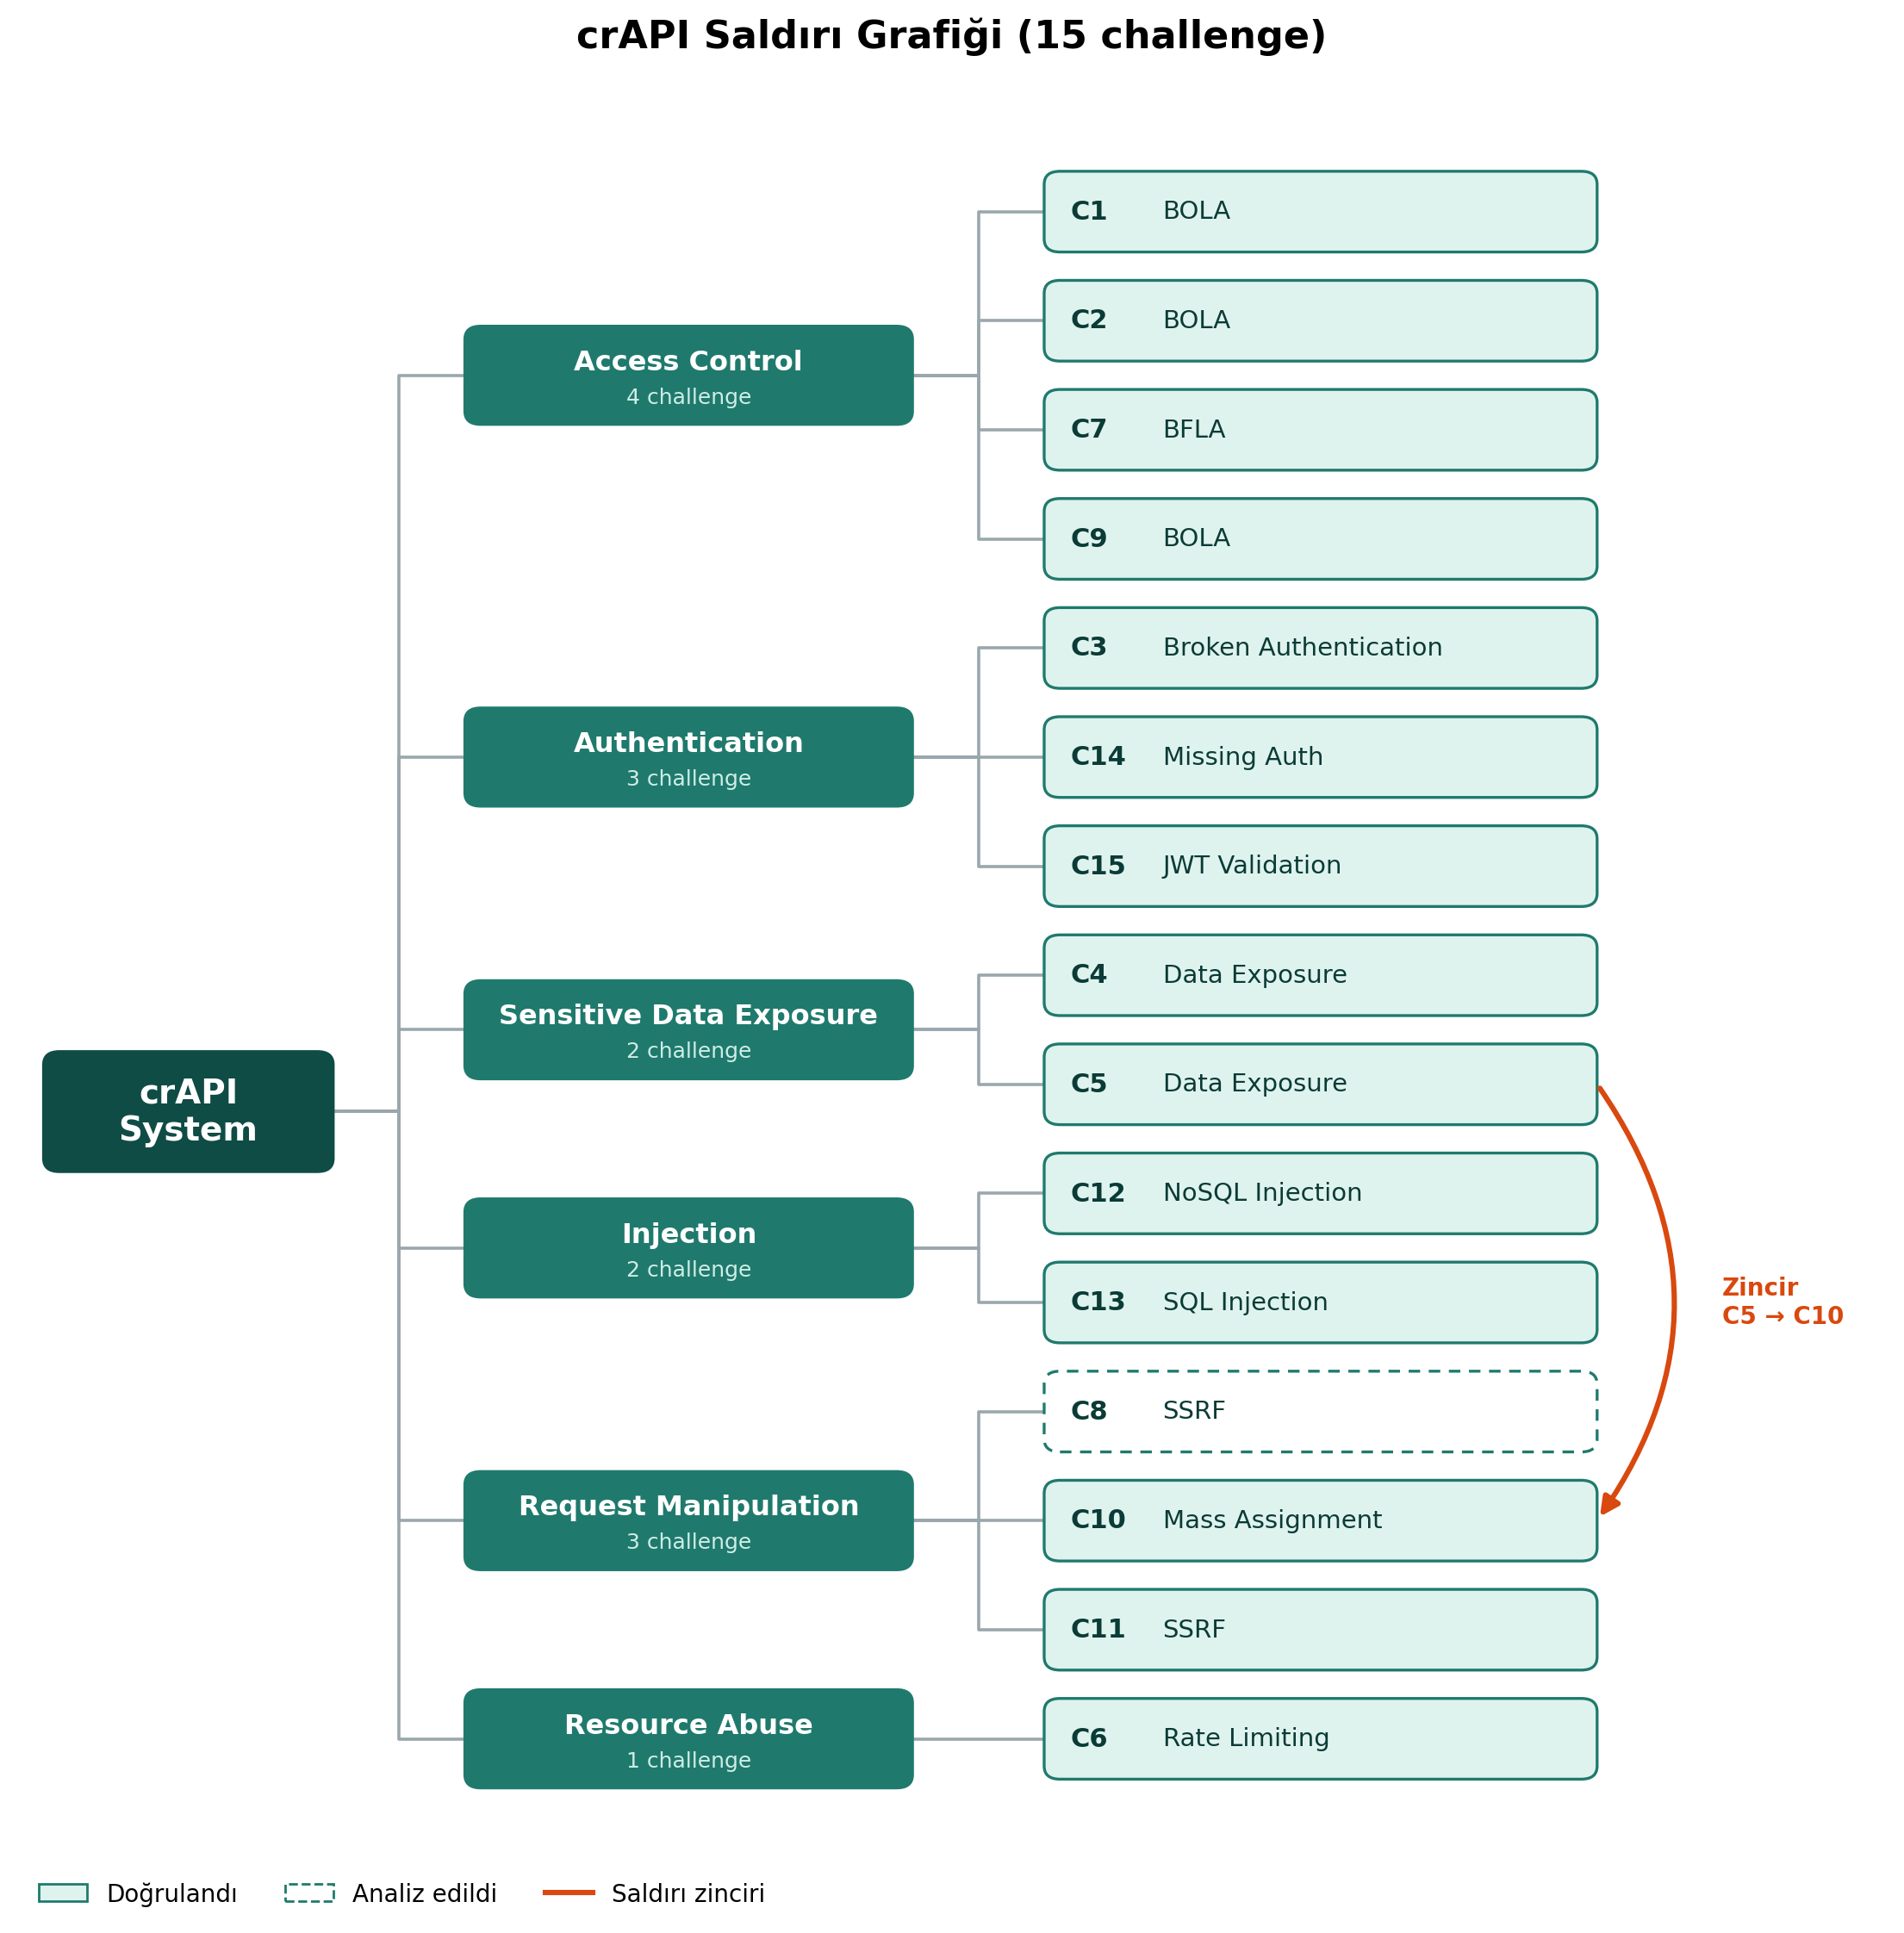 crAPI Saldırı Grafiği (15 challenge)
crAPI
System
Access Control
4 challenge
C1 BOLA
C2 BOLA
C7 BFLA
C9 BOLA
Authentication
3 challenge
C3 Broken Authentication
C14 Missing Auth
C15 JWT Validation
Sensitive Data Exposure
2 challenge
C4 Data Exposure
C5 Data Exposure
Injection
2 challenge
C12 NoSQL Injection
C13 SQL Injection
Request Manipulation
3 challenge
C8 SSRF
C10 Mass Assignment
C11 SSRF
Resource Abuse
1 challenge
C6 Rate Limiting
Zincir
C5 → C10
Doğrulandı
Analiz edildi
Saldırı zinciri